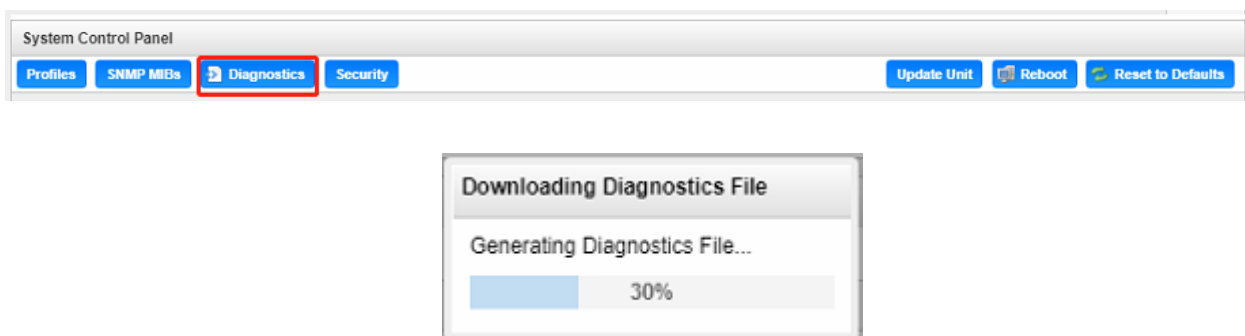 System Control Panel
Profiles SNMP MIBs Diagnostics Security Update Unit Reboot Reset to Defaults
Downloading Diagnostics File
Generating Diagnostics File...
30%